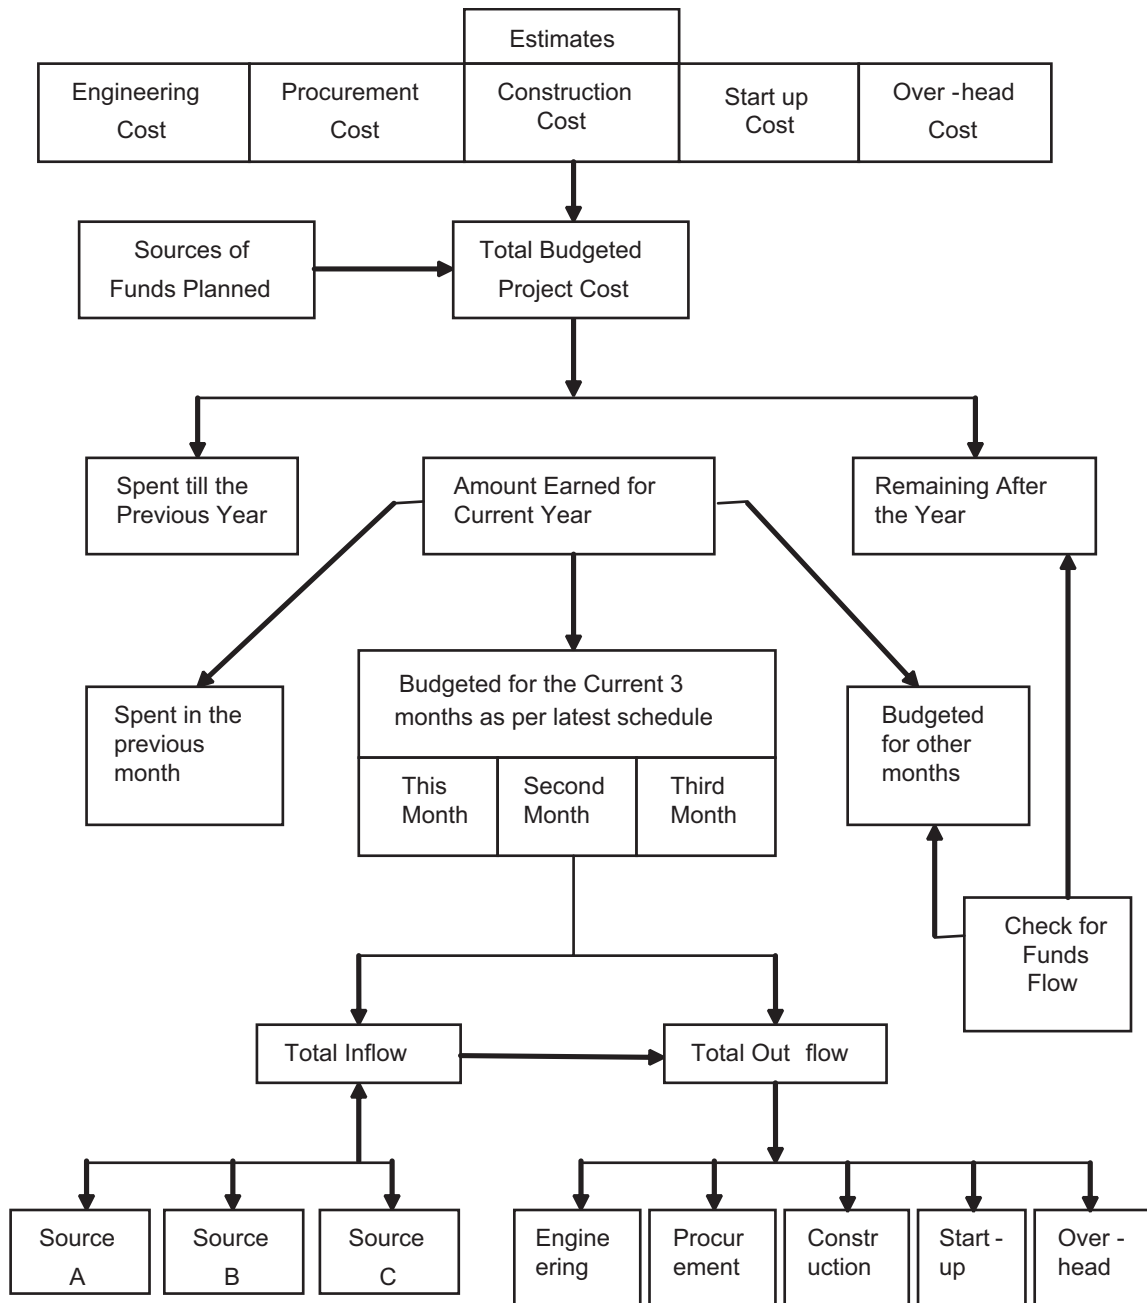 Estimates
Engineering
Cost
Procurement
Cost
Construction
Cost
Start up
Cost
Over -head
Cost
Sources of
Funds Planned
Total Budgeted
Project Cost
Spent till the
Previous Year
Amount Earned for
Current Year
Remaining After
the Year
Spent in the
previous
month
Budgeted for the Current 3
months as per latest schedule
This
Month
Second
Month
Third
Month
Budgeted
for other
months
Check for
Funds
Flow
Total Inflow
Total Out flow
Source
A
Source
B
Source
C
Engine
ering
Procur
ement
Constr
uction
Start -
up
Over -
head